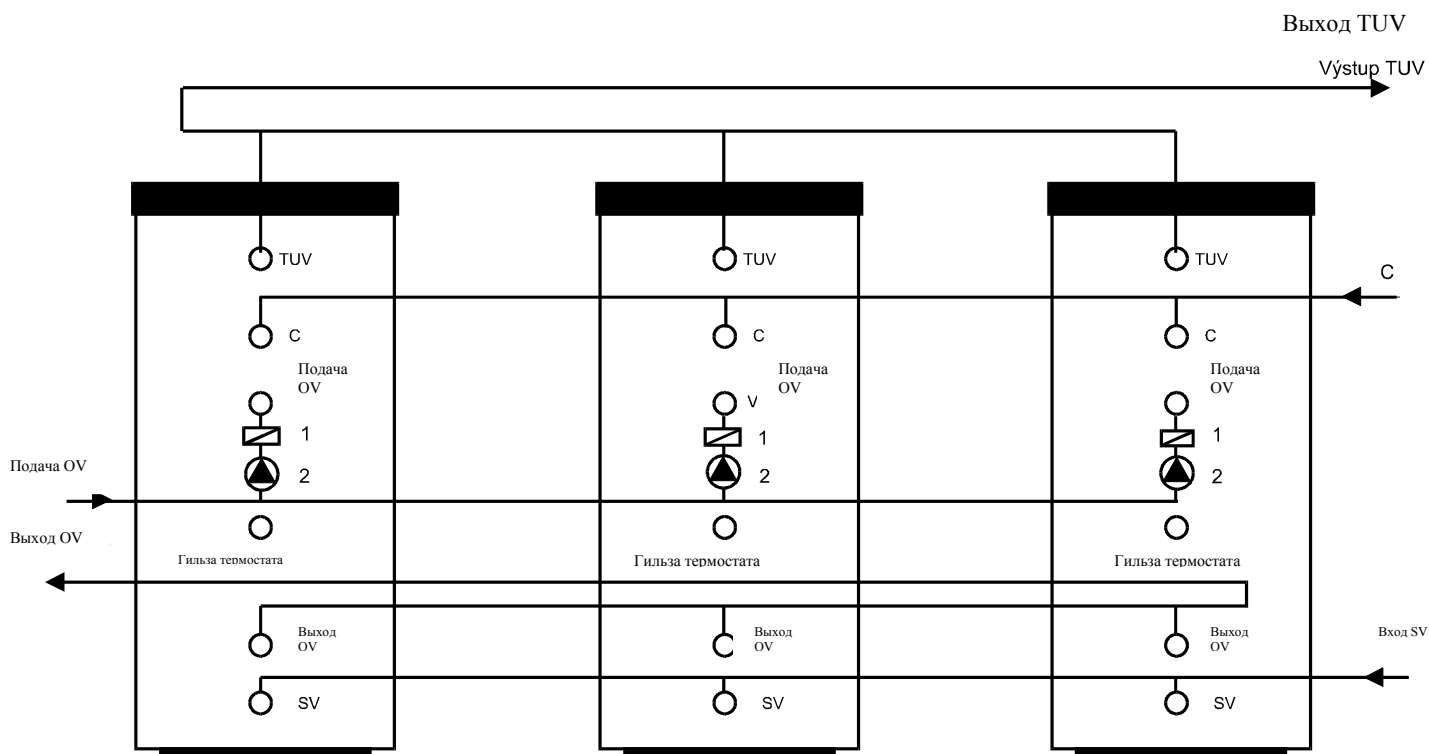 Выход TUV
Výstup TUV
TUV
TUV
TUV
C
C
C
C
Подача
OV
Подача
OV
Подача
OV
V
1
1
1
Подача OV
2
2
2
Выход OV
Гильза термостата
Гильза термостата
Гильза термостата
Выход
OV
Выход
OV
Выход
OV
Вход SV
SV
SV
SV